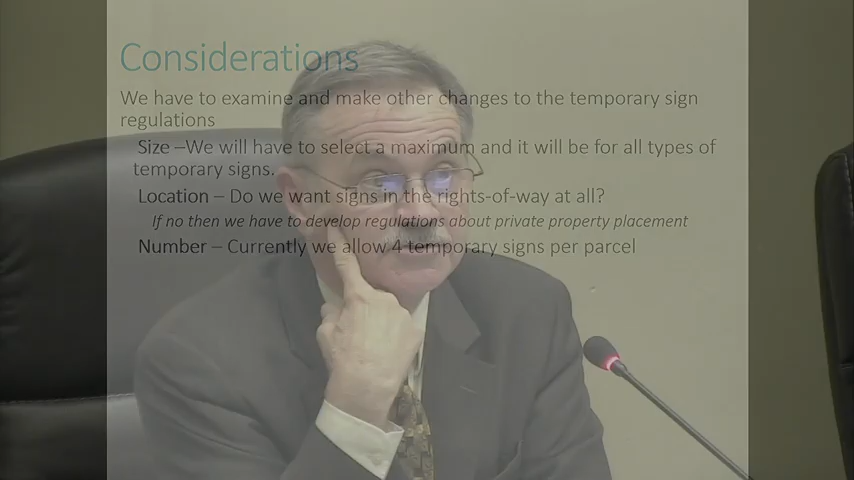 Considerations
We have to examine and make other changes to the temporary sign
regulations
Size –We will have to select a maximum and it will be for all types of
temporary signs.
Location – Do we want signs in the rights-of-way at all?
If no then we have to develop regulations about private property placement
Number – Currently we allow 4 temporary signs per parcel